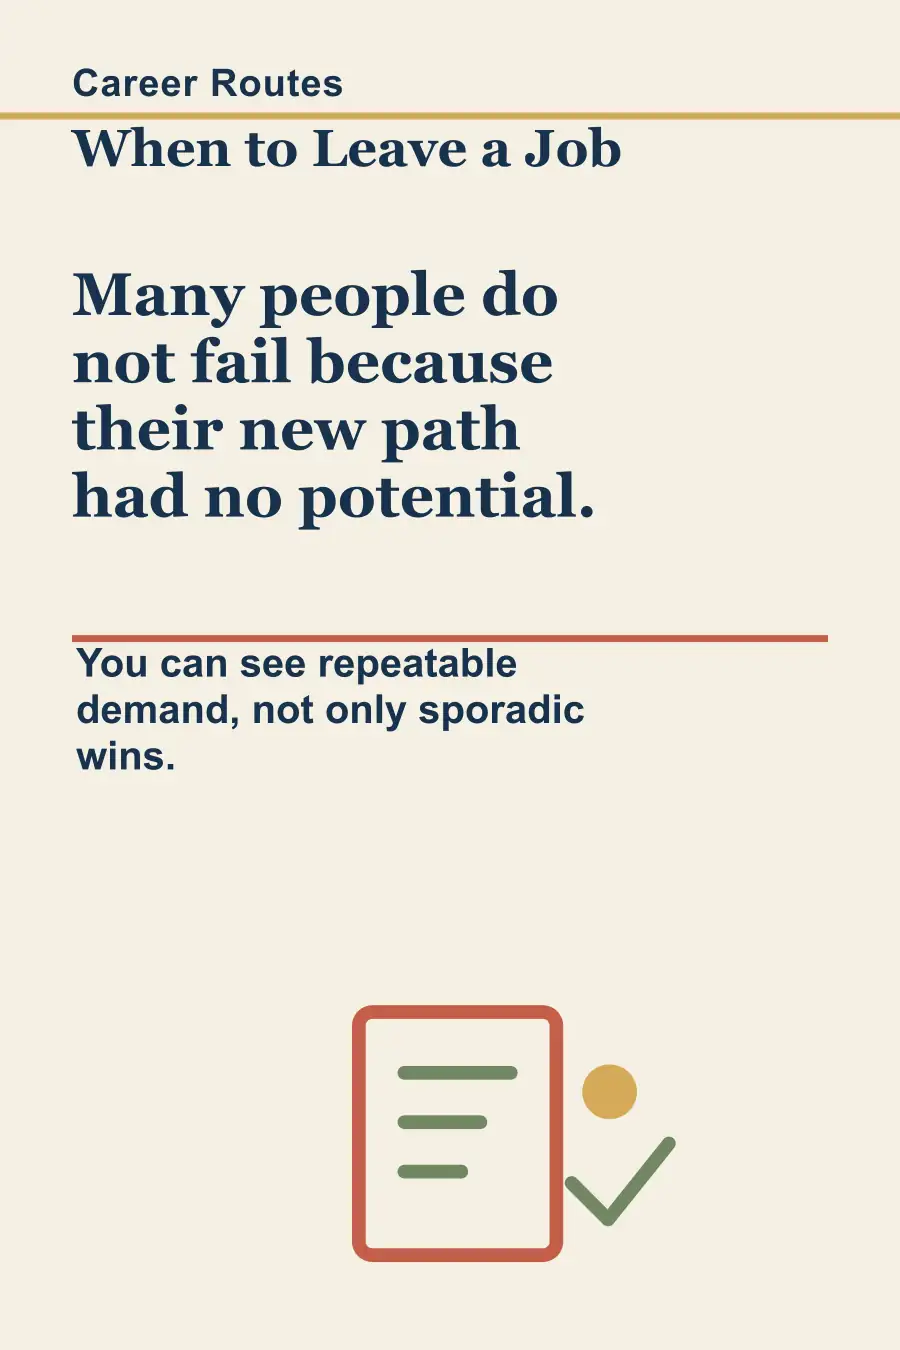 Career Routes
When to Leave a Job
Many people do
not fail because
their new path
had no potential.
You can see repeatable
demand, not only sporadic
wins.